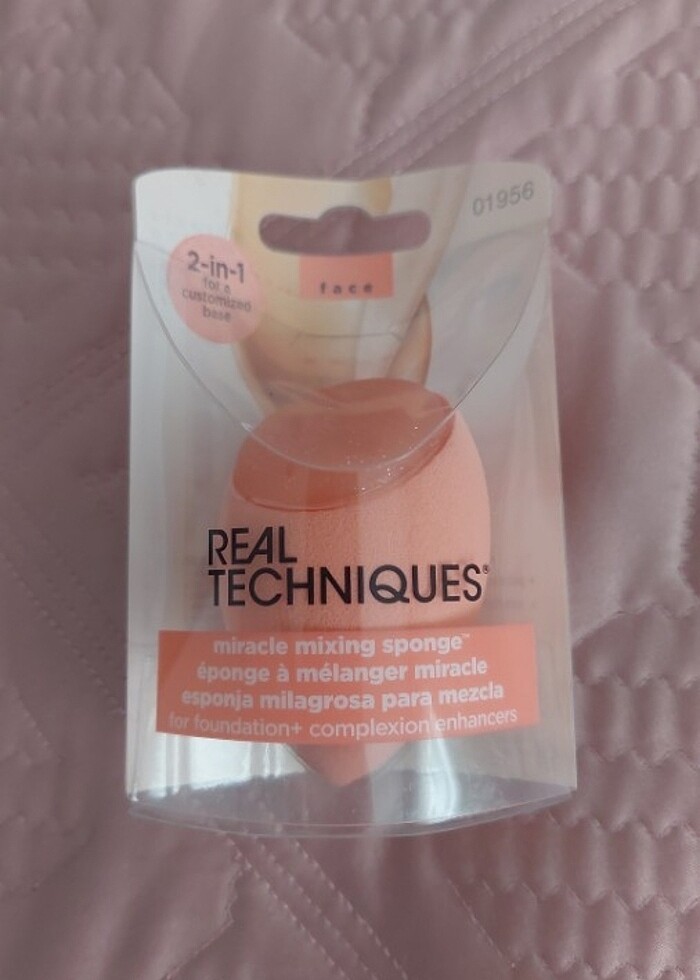 01956
2-in-1
for a
customized
base
face
REAL
TECHNIQUES®
miracle mixing sponge™
éponge à mélanger miracle
esponja milagrosa para mezcla
for foundation+ complexion enhancers